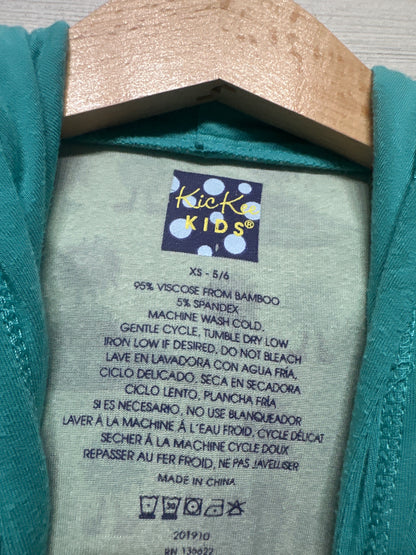 KicKee
KIDS®
XS - 5/6
95% VISCOSE FROM BAMBOO
5% SPANDEX
MACHINE WASH COLD,
GENTLE CYCLE, TUMBLE DRY LOW
IRON LOW IF DESIRED, DO NOT BLEACH
LAVE EN LAVADORA CON AGUA FRÍA,
CICLO DELICADO, SECA EN SECADORA
CICLO LENTO, PLANCHA FRÍA
SI ES NECESARIO, NO USE BLANQUEADOR
LAVER À LA MACHINE À L'EAU FROID, CYCLE DÉLICAT
SECHER À LA MACHINE CYCLE DOUX
REPASSER AU FER FROID, NE PAS JAVELLISER
MADE IN CHINA
30
201910
RN 136622